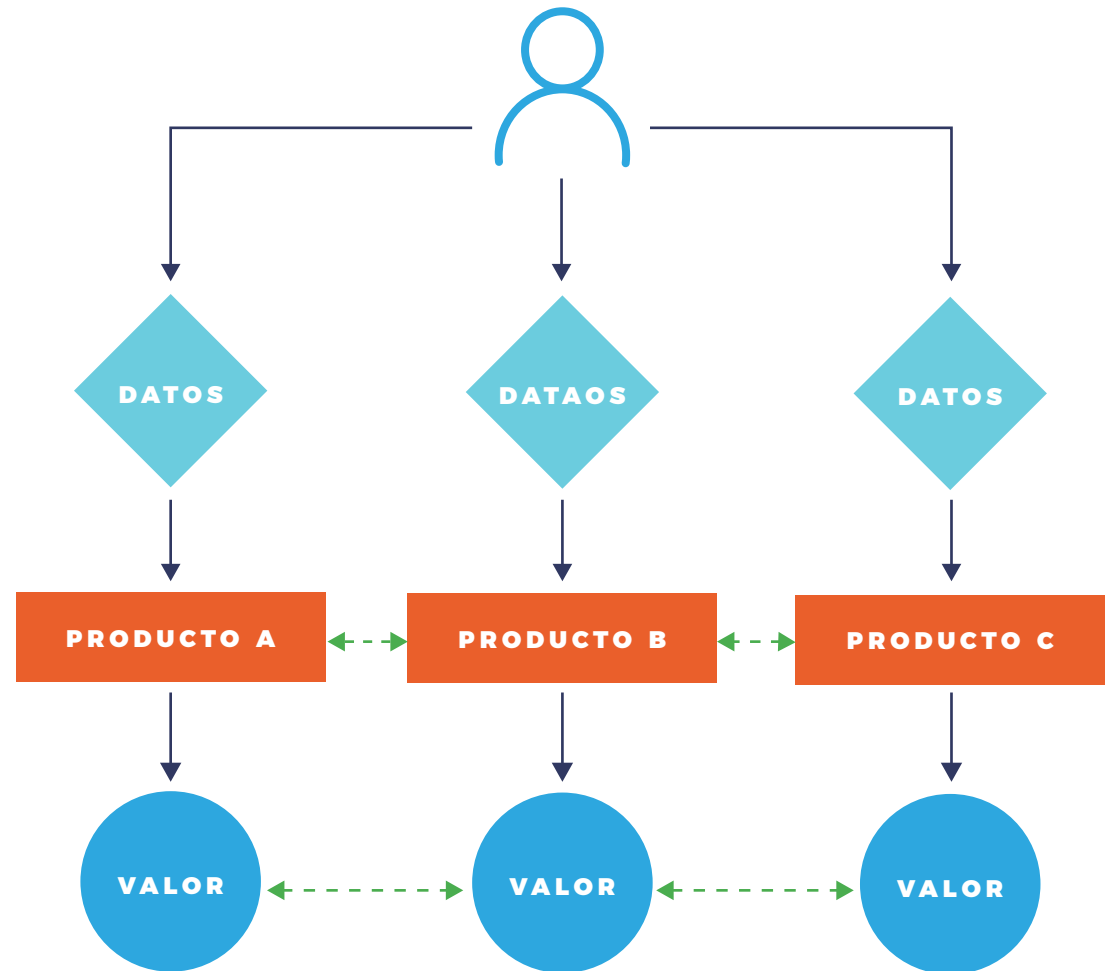 DATOS
DATAOS
DATOS
PRODUCTO A
PRODUCTO B
PRODUCTO C
VALOR
VALOR
VALOR